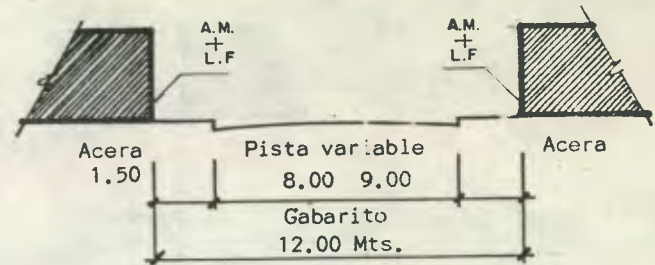 A.M.
+
L.F
A.M.
+
L.F
Acera
1.50
Pista variable
8.00 9.00
Acera
Gabarito
12.00 Mts.